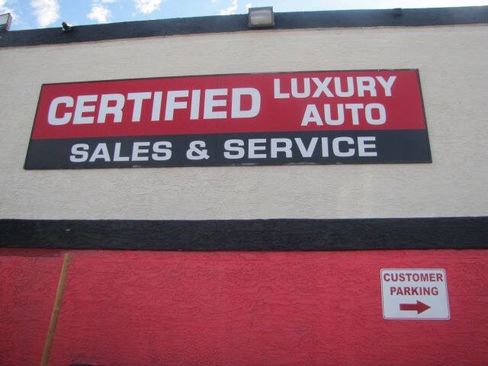 CERTIFIED LUXURY AUTO
SALES & SERVICE
CUSTOMER
PARKING